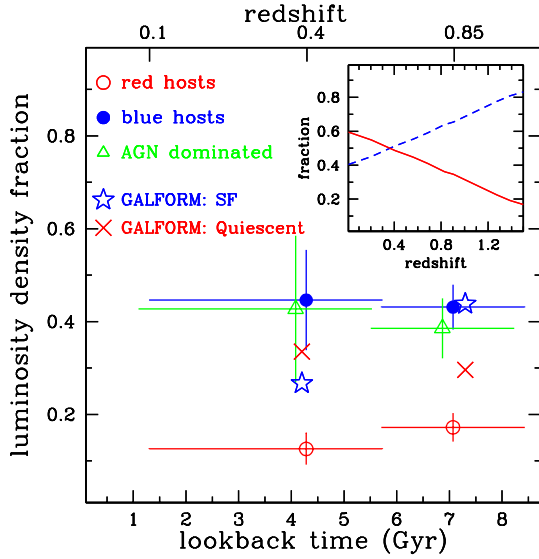 redshift
0.1 0.4 0.85
red hosts
blue hosts
AGN dominated
GALFORM: SF
GALFORM: Quiescent
luminosity density fraction
0.8
0.6
0.4
0.2
1 2 3 4 5 6 7 8
lookback time (Gyr)
fraction
0.8
0.6
0.4
0.2
0.4 0.8 1.2
redshift